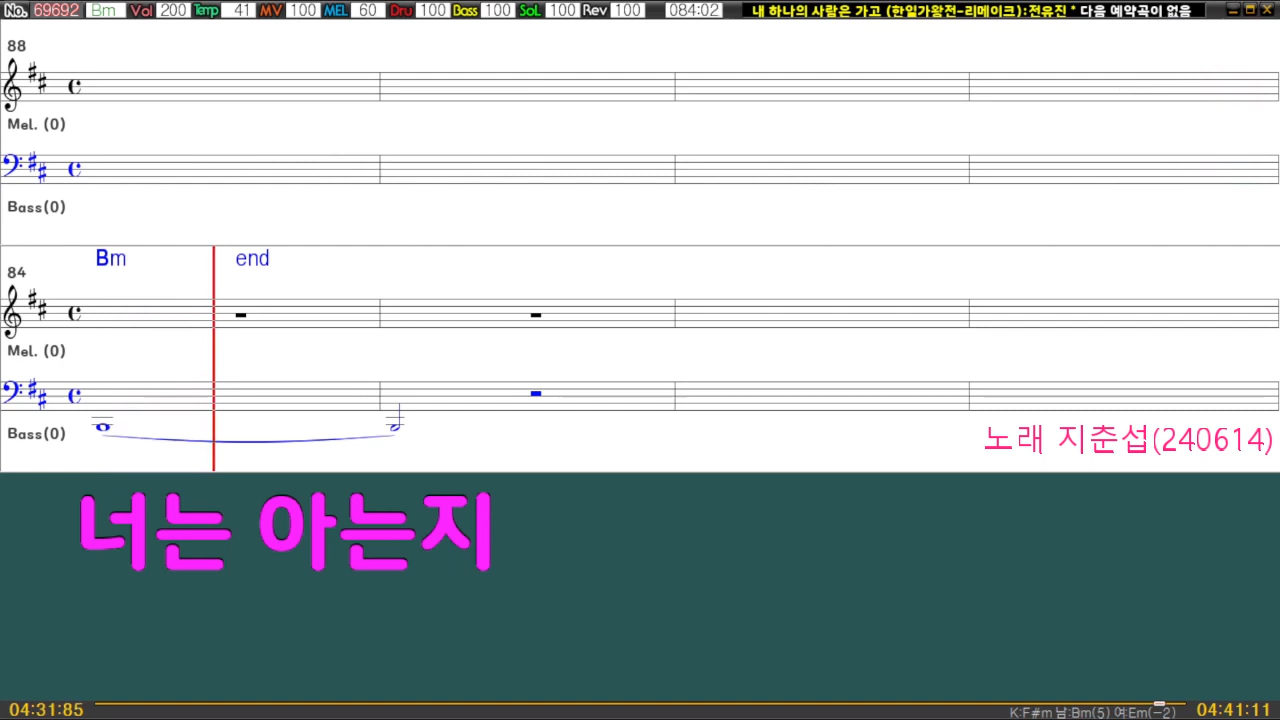 No. 69692 Bm Vol 200 Temp 41 MV 100 MEL 60 Dru 100 Bass 100 SoL 100 Rev 100 084:02 내 하나의 사람은 가고 (한일가왕전-리메이크):전유진 * 다음 예약곡이 없음
88
Mel. (0)
Bass(0)
Bm end
84
Mel. (0)
Bass(0)
노래 지춘섭(240614)
너는 아는지
04:31:85 K:F#m 남:Bm(5) 여:Em(-2) 04:41:11